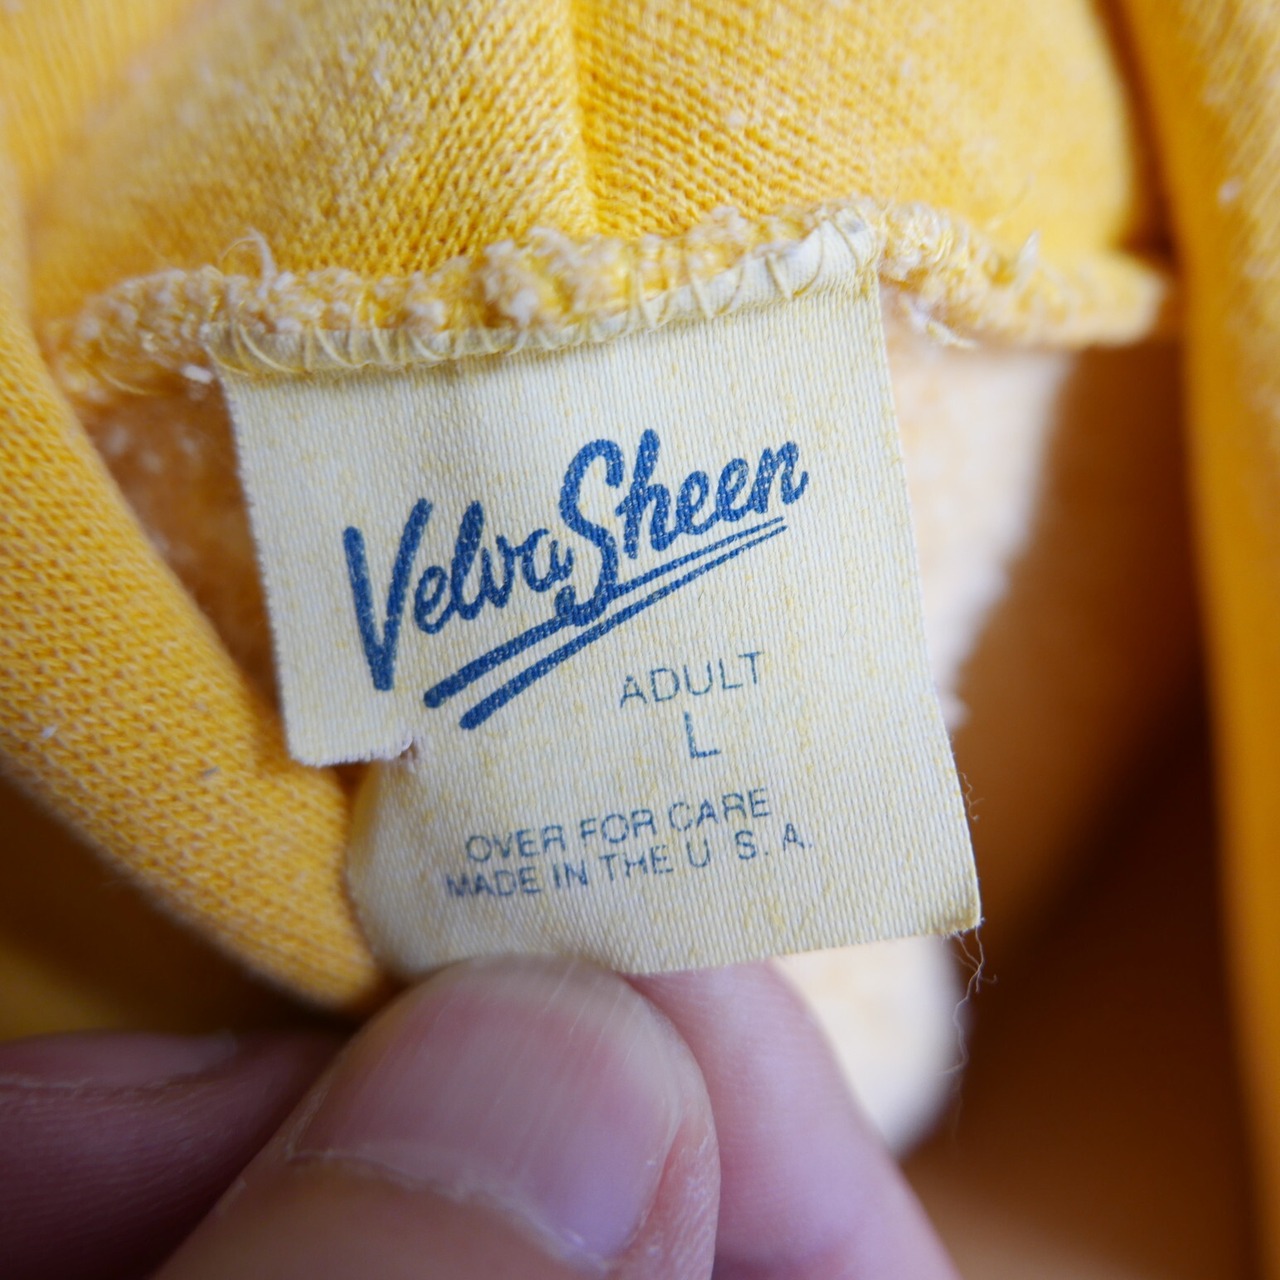 VelvaSheen
ADULT
L
OVER FOR CARE
MADE IN THE U S. A.